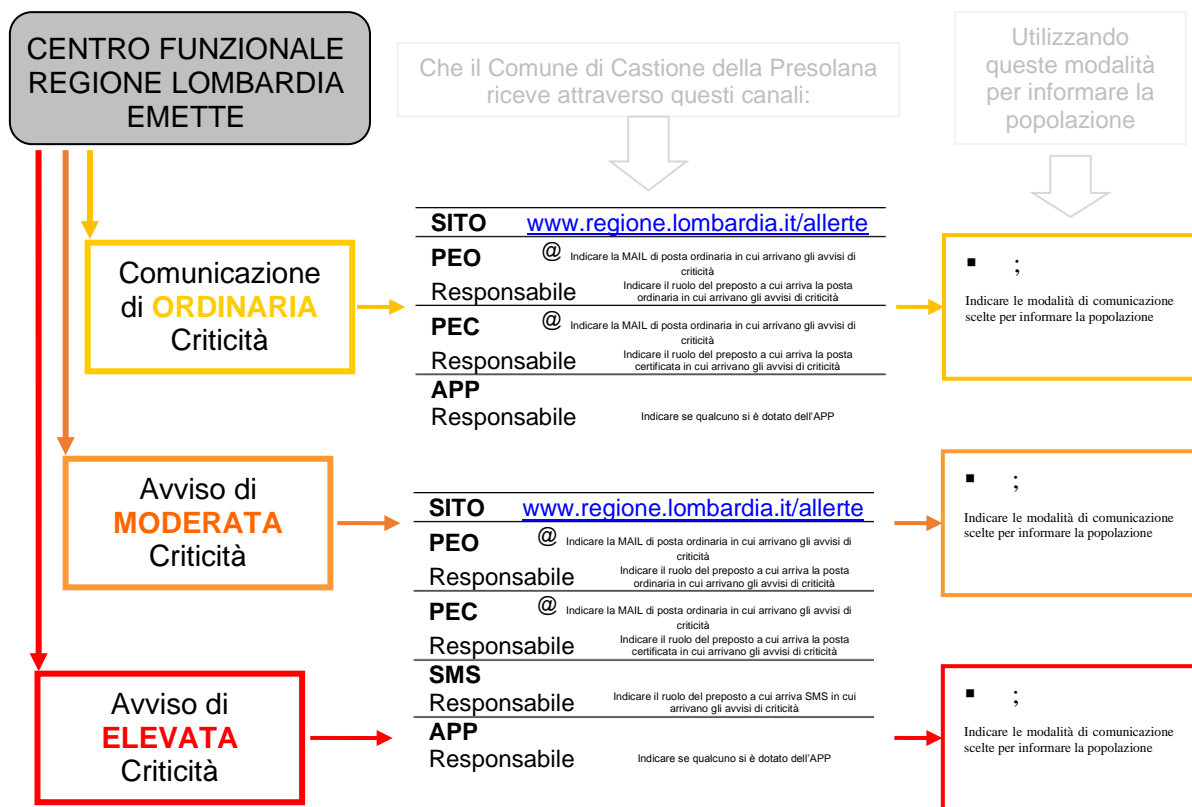 CENTRO FUNZIONALE
REGIONE LOMBARDIA
EMETTE
Che il Comune di Castione della Presolana
riceve attraverso questi canali:
Utilizzando
queste modalità
per informare la
popolazione
Comunicazione
di ORDINARIA
Criticità
SITO www.regione.lombardia.it/allerte
PEO @ Indicare la MAIL di posta ordinaria in cui arrivano gli avvisi di
criticità
Responsabile Indicare il ruolo del preposto a cui arriva la posta
ordinaria in cui arrivano gli avvisi di criticità
PEC @ Indicare la MAIL di posta ordinaria in cui arrivano gli avvisi di
criticità
Responsabile Indicare il ruolo del preposto a cui arriva la posta
certificata in cui arrivano gli avvisi di criticità
APP
Responsabile Indicare se qualcuno si è dotato dell'APP
▪ ;
Indicare le modalità di comunicazione
scelte per informare la popolazione
Avviso di
MODERATA
Criticità
SITO www.regione.lombardia.it/allerte
PEO @ Indicare la MAIL di posta ordinaria in cui arrivano gli avvisi di
criticità
Responsabile Indicare il ruolo del preposto a cui arriva la posta
ordinaria in cui arrivano gli avvisi di criticità
PEC @ Indicare la MAIL di posta ordinaria in cui arrivano gli avvisi di
criticità
Responsabile Indicare il ruolo del preposto a cui arriva la posta
certificata in cui arrivano gli avvisi di criticità
SMS
Responsabile Indicare il ruolo del preposto a cui arriva SMS in cui
arrivano gli avvisi di criticità
APP
Responsabile Indicare se qualcuno si è dotato dell'APP
▪ ;
Indicare le modalità di comunicazione
scelte per informare la popolazione
Avviso di
ELEVATA
Criticità
▪ ;
Indicare le modalità di comunicazione
scelte per informare la popolazione